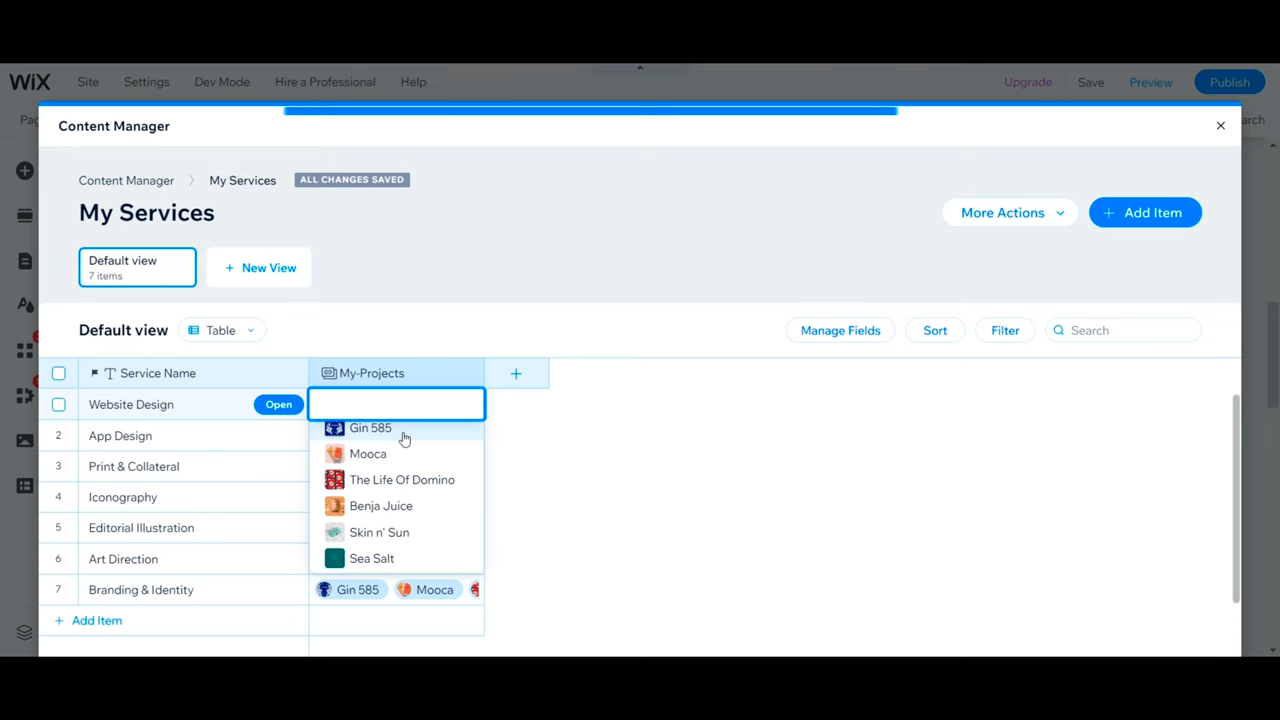 WiX Site Settings Dev Mode Hire a Professional Help Upgrade Save Preview Publish
Content Manager
Content Manager My Services ALL CHANGES SAVED
My Services
More Actions + Add Item
Default view
7 items
+ New View
Default view Table Manage Fields Sort Filter Search
Service Name My-Projects +
Website Design Open
Gin 585
2 App Design
Mooca
3 Print & Collateral
The Life Of Domino
4 Iconography
Benja Juice
5 Editorial Illustration
Skin n' Sun
6 Art Direction
Sea Salt
7 Branding & Identity Gin 585 Mooca
+ Add Item